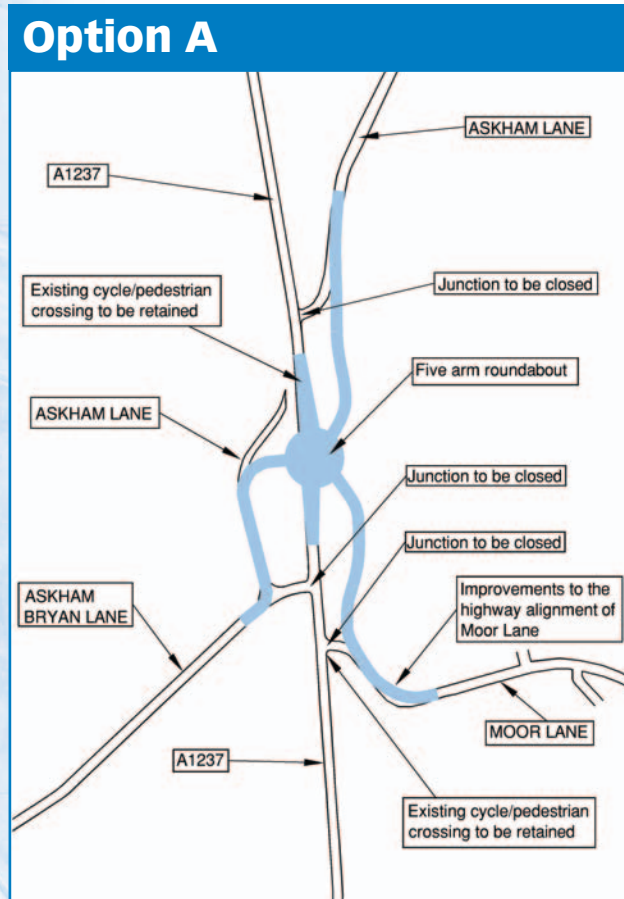 Option A
ASKHAM LANE
A1237
Existing cycle/pedestrian
crossing to be retained
Junction to be closed
Five arm roundabout
ASKHAM LANE
Junction to be closed
Junction to be closed
ASKHAM
BRYAN LANE
Improvements to the
highway alignment of
Moor Lane
MOOR LANE
A1237
Existing cycle/pedestrian
crossing to be retained